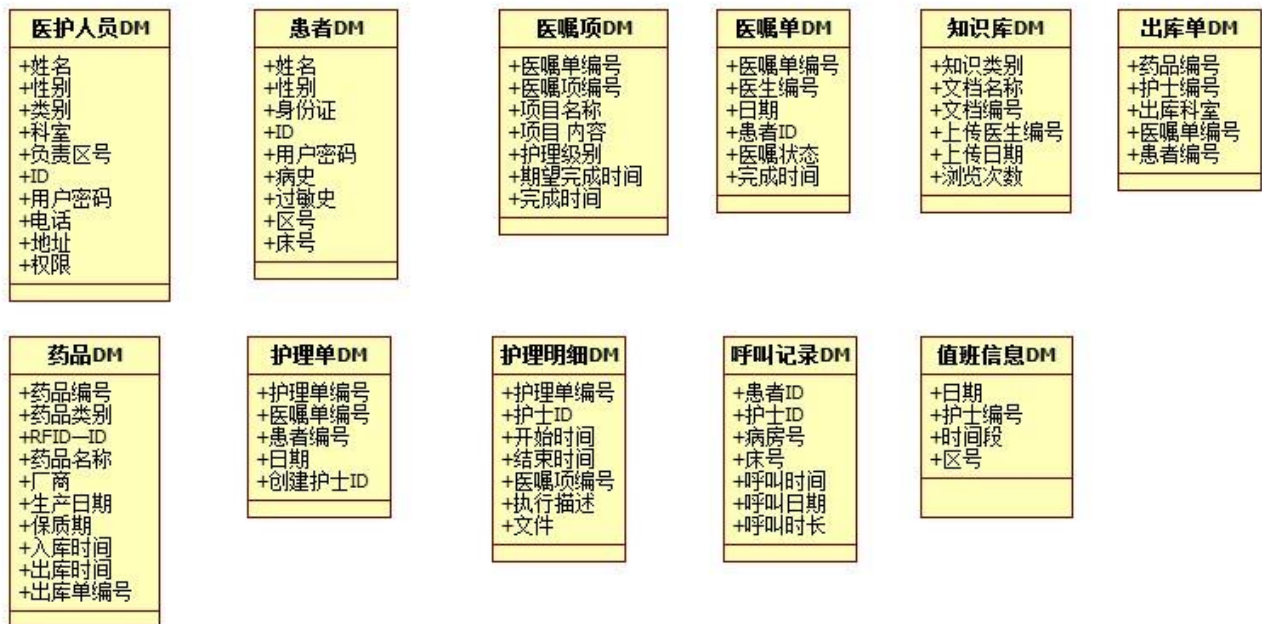 医护人员DM
+姓名
+性别
+类别
+科室
+负责区号
+ID
+用户密码
+电话
+地址
+权限
患者DM
+姓名
+性别
+身份证
+ID
+用户密码
+病史
+过敏史
+区号
+床号
医嘱项DM
+医嘱单编号
+医嘱项编号
+项目名称
+项目 内容
+护理级别
+期望完成时间
+完成时间
医嘱单DM
+医嘱单编号
+医生编号
+日期
+患者ID
+医嘱状态
+完成时间
知识库DM
+知识类别
+文档名称
+文档编号
+上传医生编号
+上传日期
+浏览次数
出库单DM
+药品编号
+护士编号
+出库科室
+医嘱单编号
+患者编号
药品DM
+药品编号
+药品类别
+RFID—ID
+药品名称
+厂商
+生产日期
+保质期
+入库时间
+出库时间
+出库单编号
护理单DM
+护理单编号
+医嘱单编号
+患者编号
+日期
+创建护士ID
护理明细DM
+护理单编号
+护士ID
+开始时间
+结束时间
+医嘱项编号
+执行描述
+文件
呼叫记录DM
+患者ID
+护士ID
+病房号
+床号
+呼叫时间
+呼叫日期
+呼叫时长
值班信息DM
+日期
+护士编号
+时间段
+区号